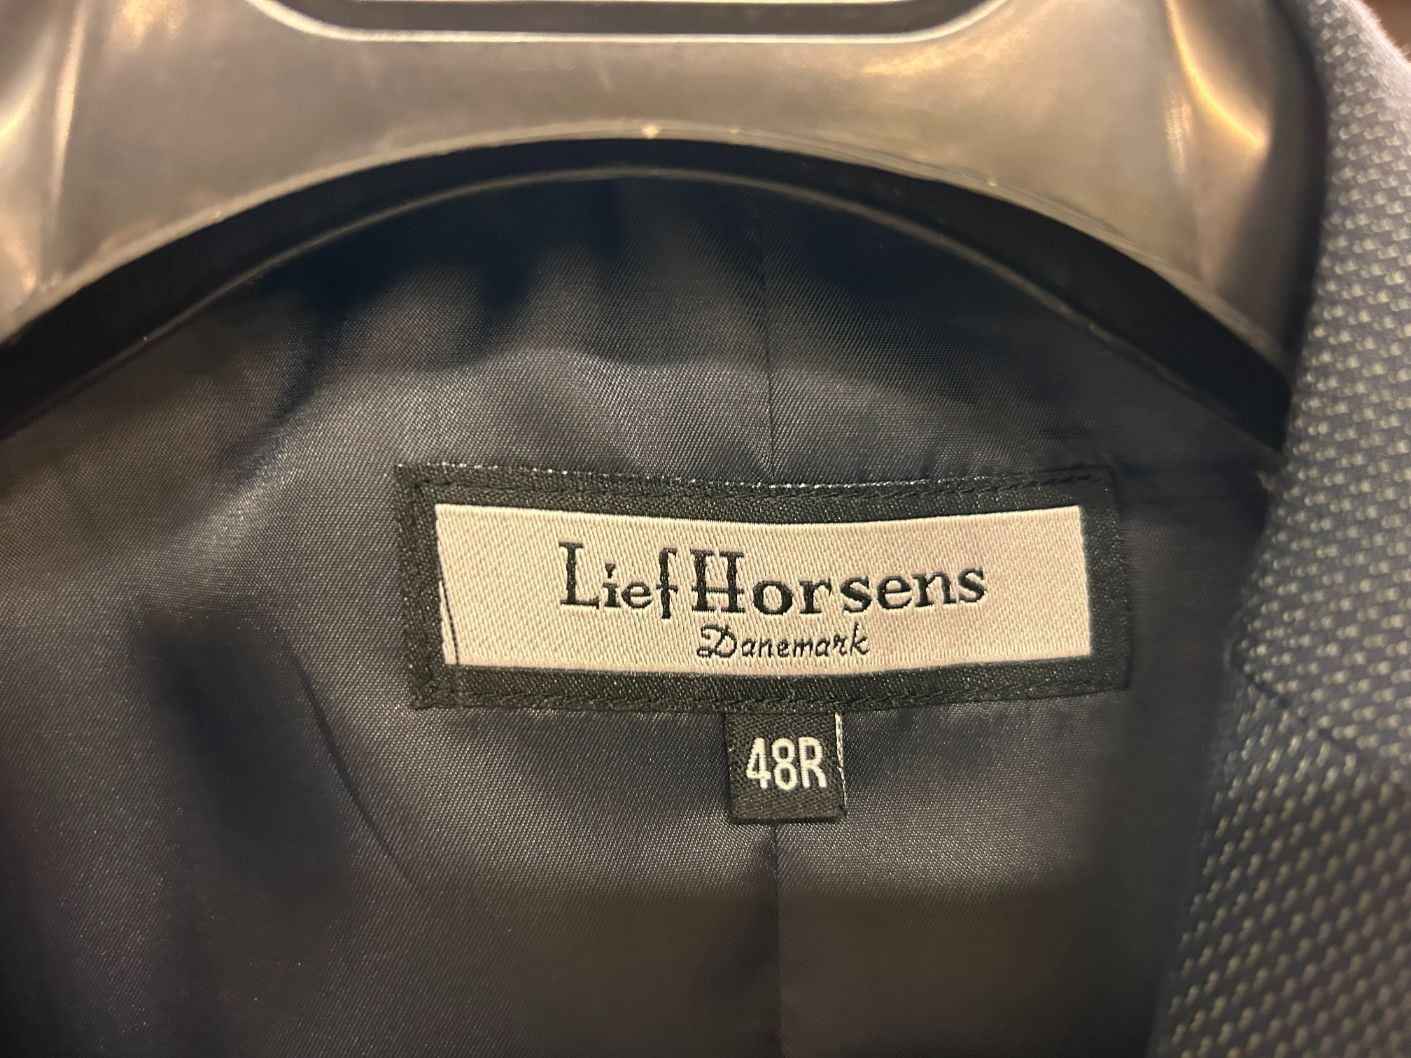 Lief Horsens
Danemark
48R